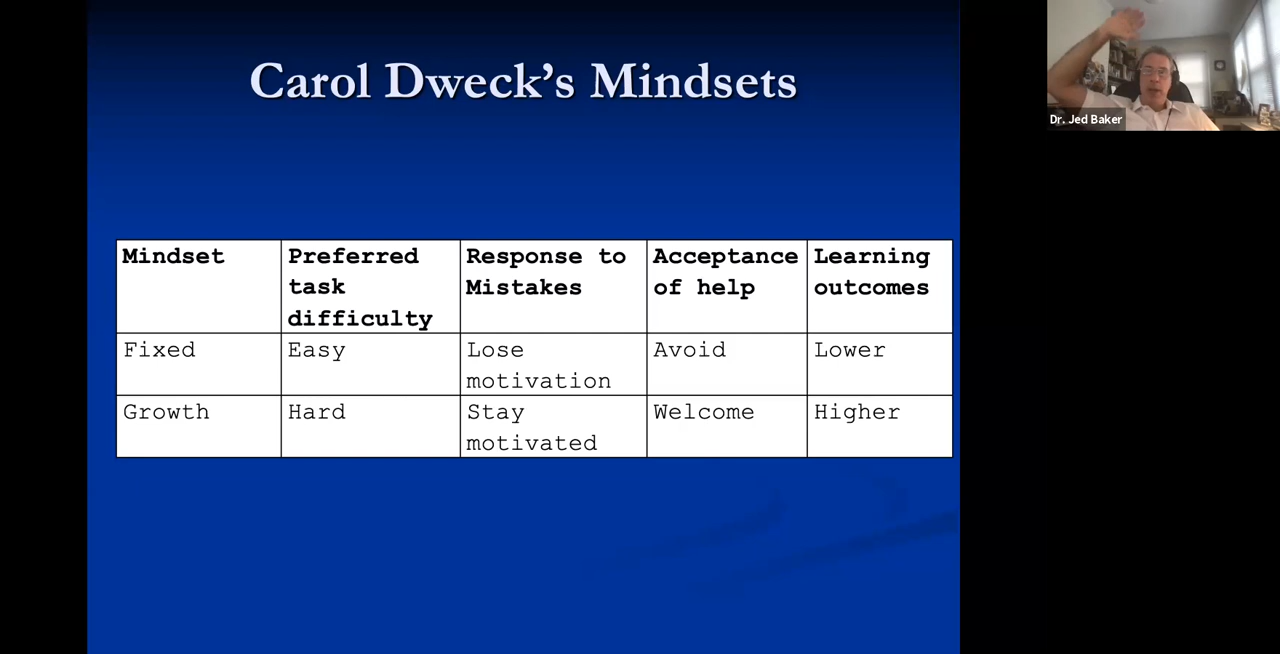 Carol Dweck's Mindsets
Dr. Jed Baker
Mindset
Preferred
task
difficulty
Response to
Mistakes
Acceptance
of help
Learning
outcomes
Fixed
Easy
Lose
motivation
Avoid
Lower
Growth
Hard
Stay
motivated
Welcome
Higher